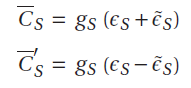 C̅_S = g_S (ϵ_S + ϵ̃_S)
C̅′_S = g_S (ϵ_S − ϵ̃_S)